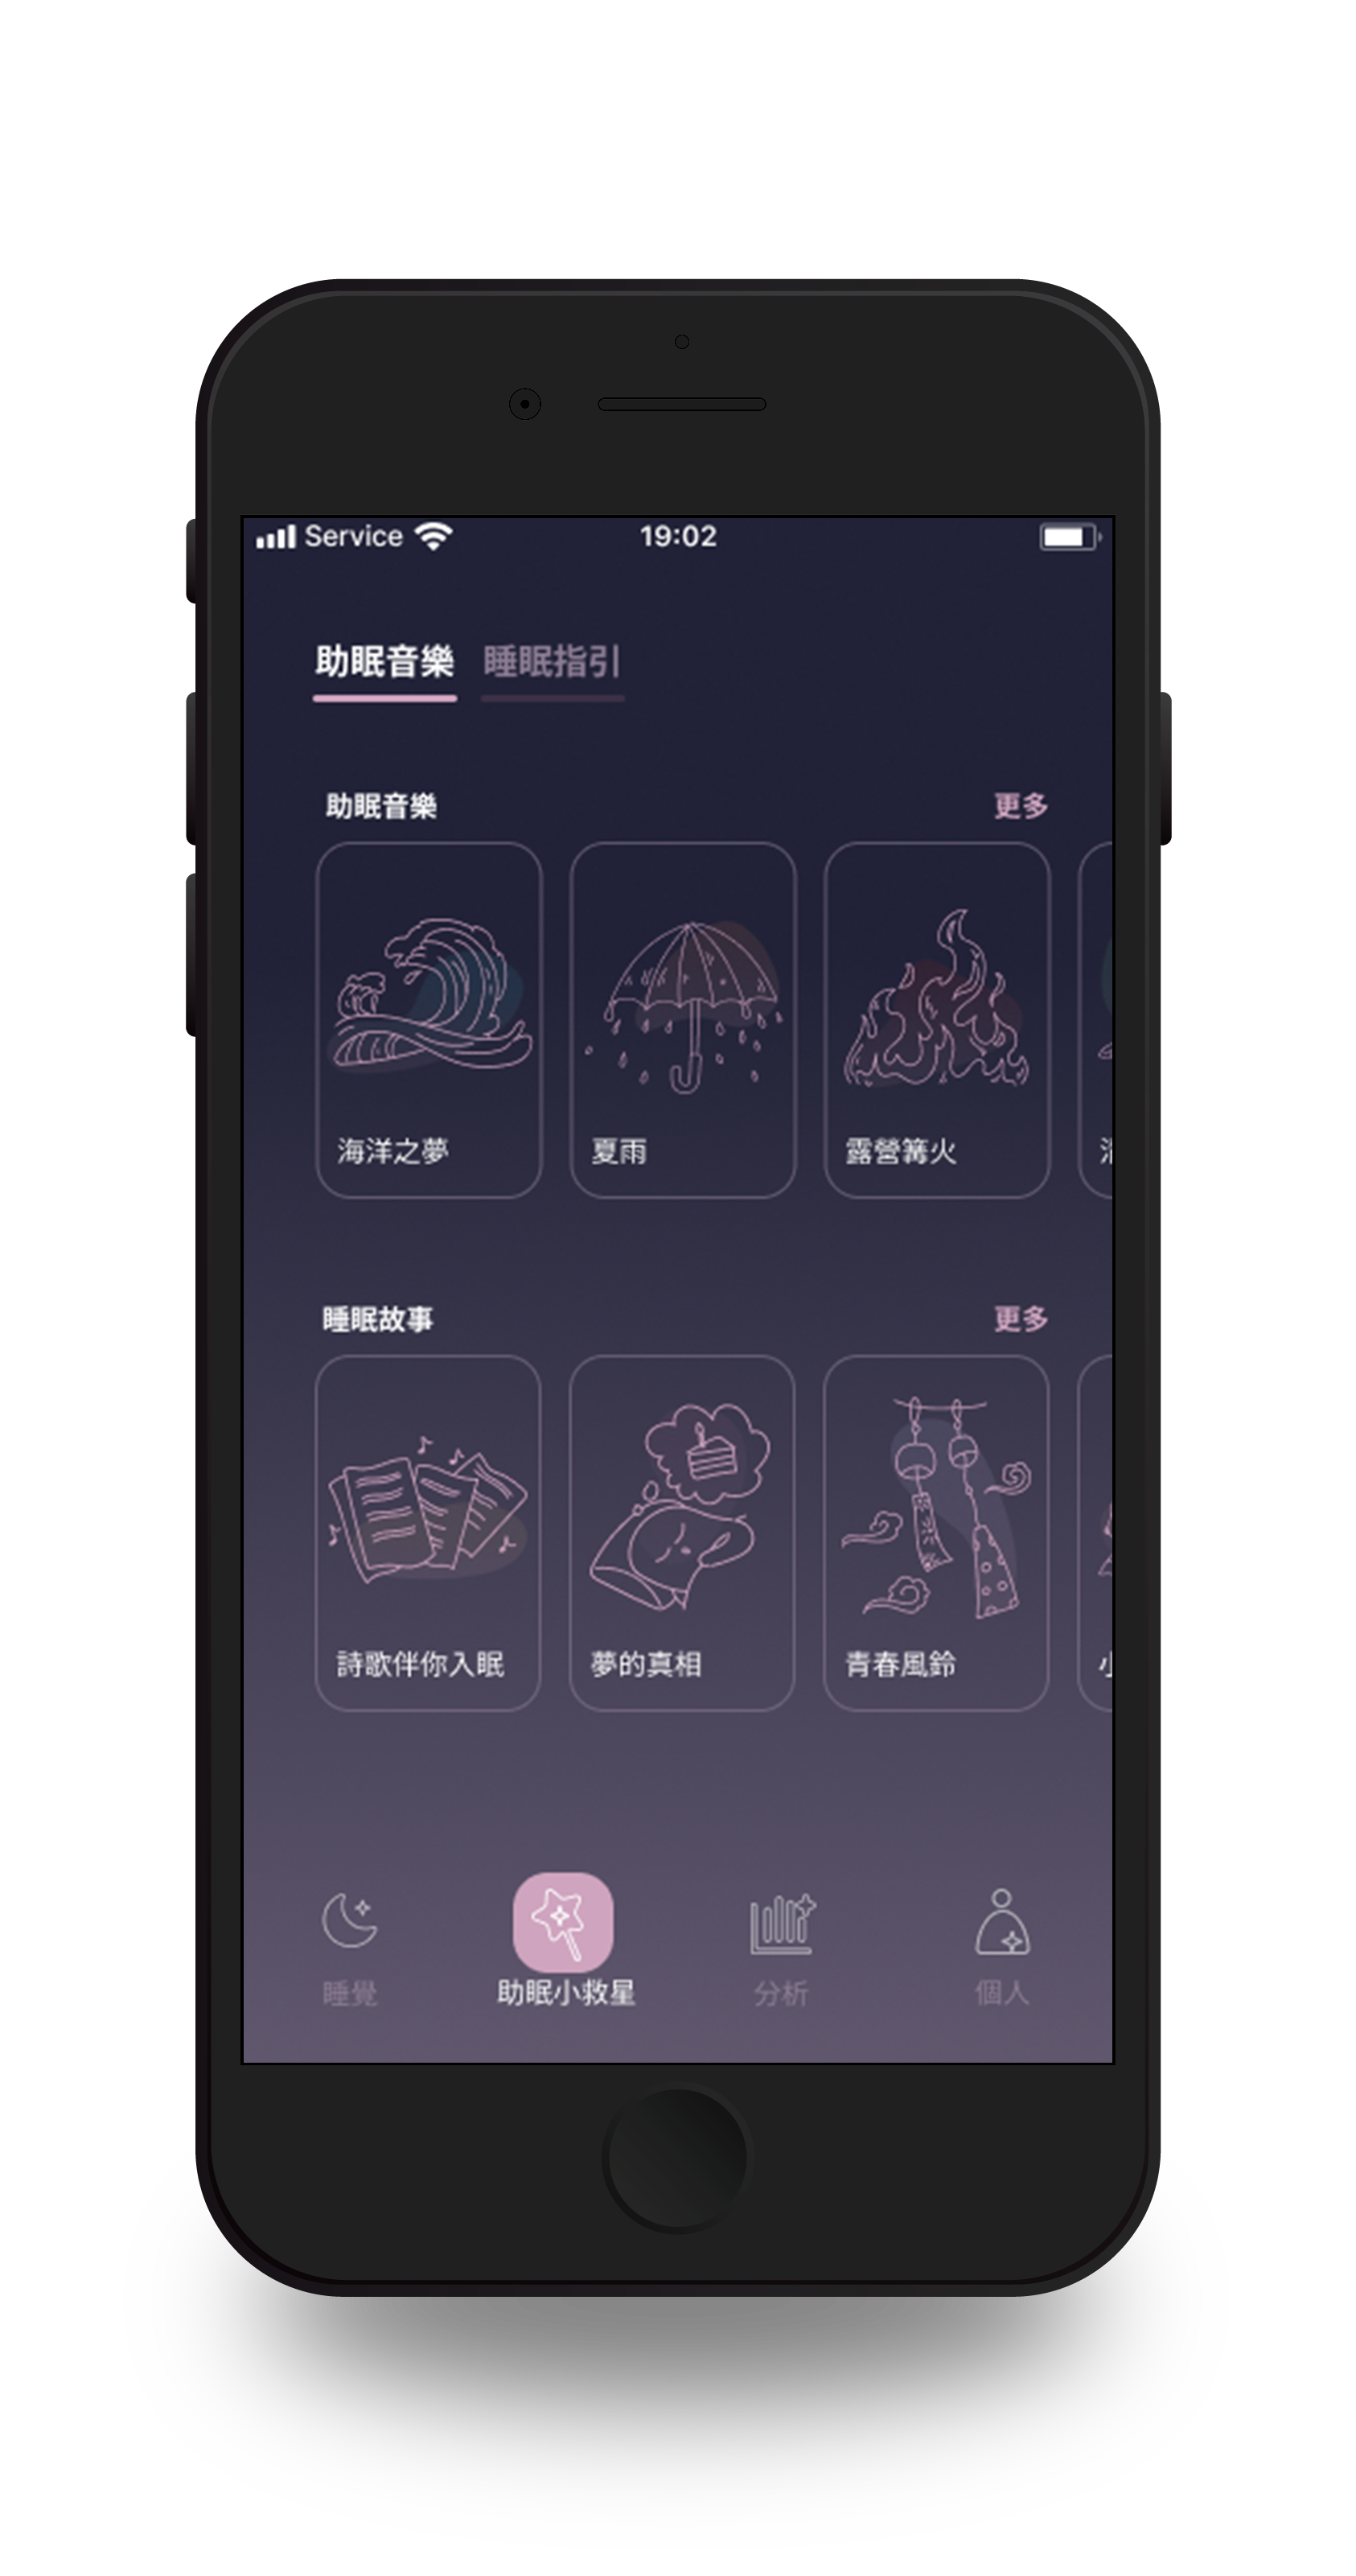 Service 19:02
助眠音樂 睡眠指引
助眠音樂 更多
海洋之夢 夏雨 露營篝火
睡眠故事 更多
詩歌伴你入眠 夢的真相 青春風鈴 小
睡覺 助眠小救星 分析 個人